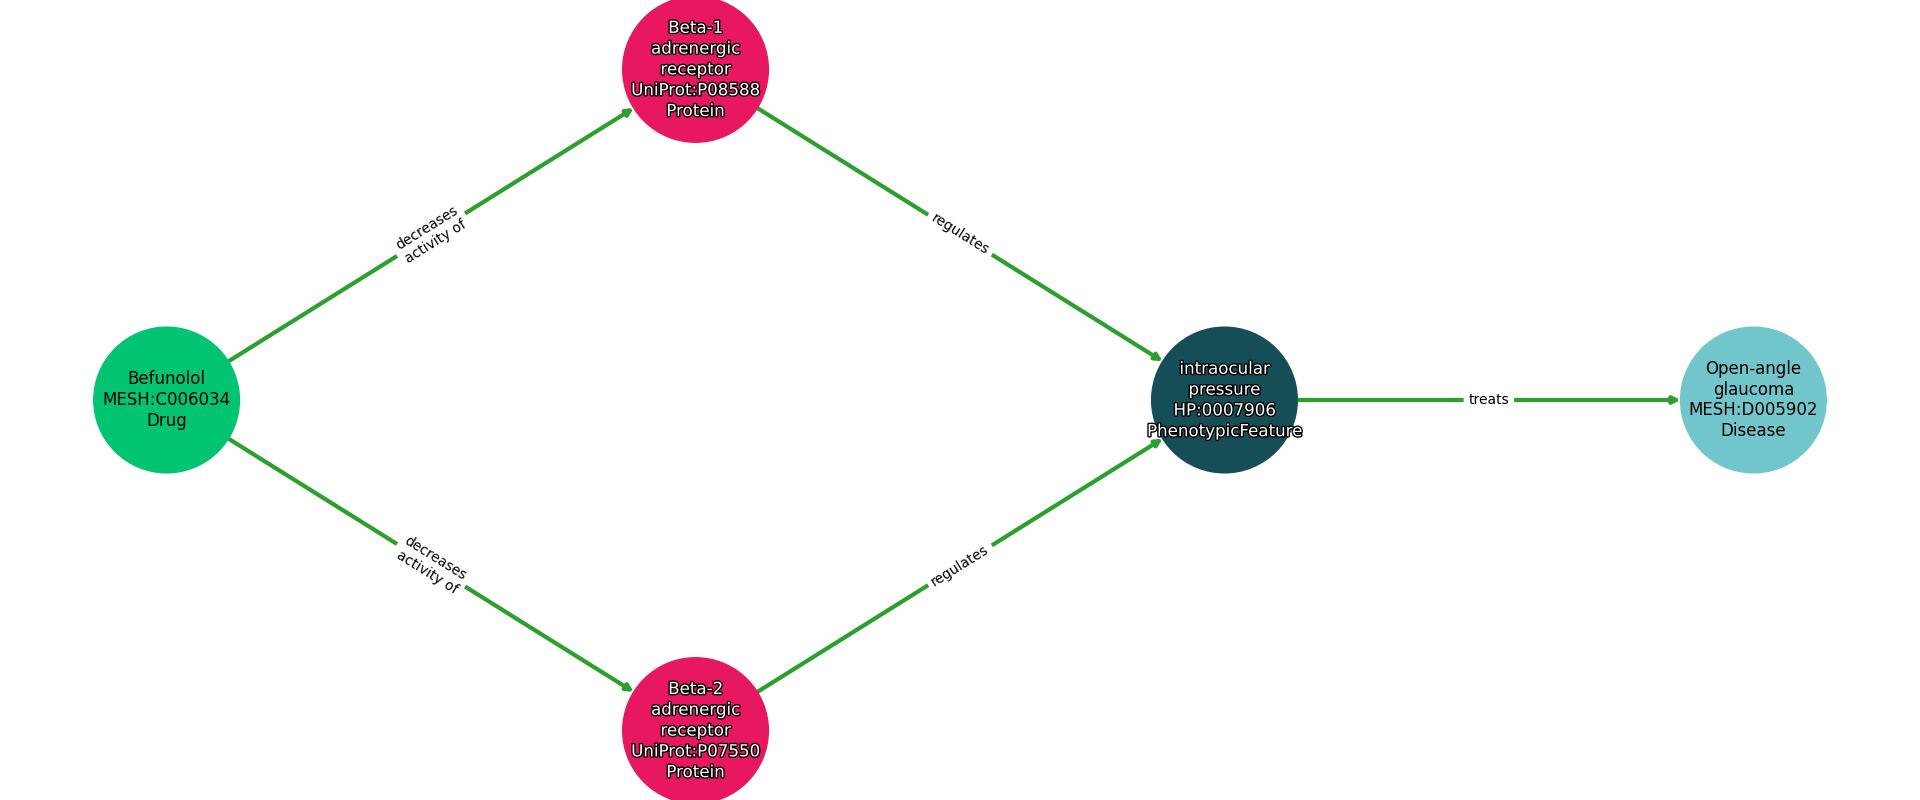 Beta-1
adrenergic
receptor
UniProt:P08588
Protein
decreases
activity of
regulates
Befunolol
MESH:C006034
Drug
intraocular
pressure
HP:0007906
PhenotypicFeature
treats
Open-angle
glaucoma
MESH:D005902
Disease
decreases
activity of
regulates
Beta-2
adrenergic
receptor
UniProt:P07550
Protein